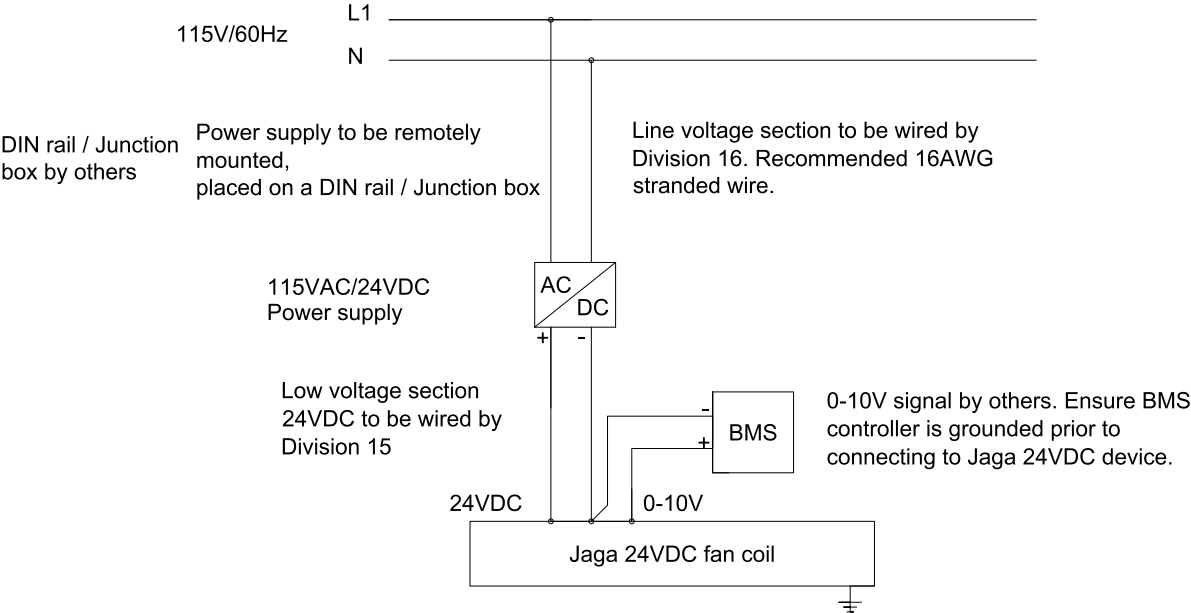 L1
115V/60Hz
N
DIN rail / Junction
box by others
Power supply to be remotely
mounted,
placed on a DIN rail / Junction box
Line voltage section to be wired by
Division 16. Recommended 16AWG
stranded wire.
115VAC/24VDC
Power supply
AC
DC
+ -
Low voltage section
24VDC to be wired by
Division 15
-
+
BMS
0-10V signal by others. Ensure BMS
controller is grounded prior to
connecting to Jaga 24VDC device.
24VDC
0-10V
Jaga 24VDC fan coil